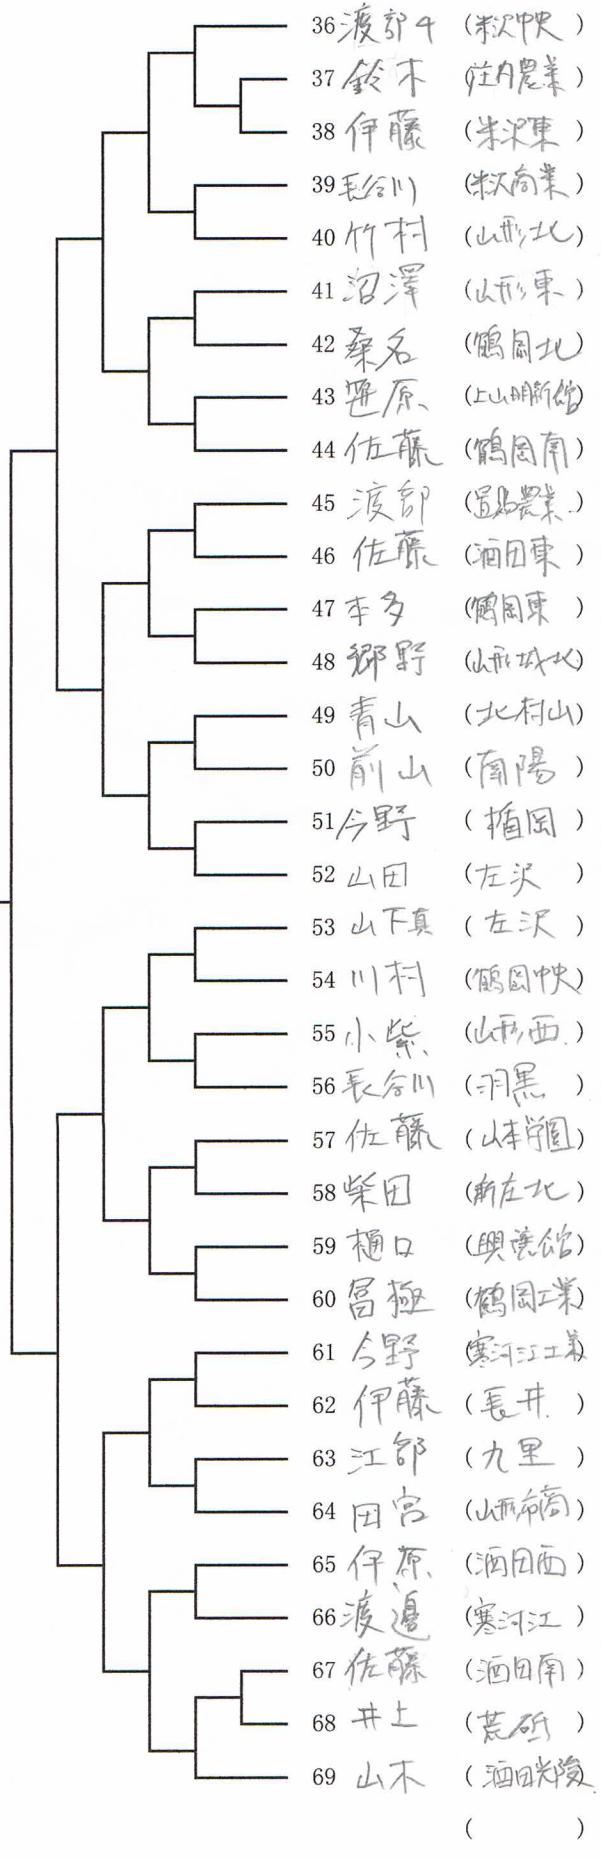 36 渡部千 (米沢中央)
37 鈴木 (庄内農業)
38 伊藤 (米沢東)
39 長谷川 (米沢商業)
40 竹村 (山形北)
41 沼澤 (山形東)
42 桑名 (鶴岡北)
43 笹原 (上山明新館)
44 佐藤 (鶴岡南)
45 渡部 (置賜農業)
46 佐藤 (酒田東)
47 本多 (鶴岡東)
48 郷野 (山形城北)
49 青山 (北村山)
50 前山 (南陽)
51 今野 (楯岡)
52 山田 (左沢)
53 山下真 (左沢)
54 川村 (鶴岡中央)
55 小紫 (山形西)
56 長谷川 (羽黒)
57 佐藤 (山本学園)
58 柴田 (新庄北)
59 樋口 (興譲館)
60 冨樫 (鶴岡工業)
61 今野 (寒河江工業)
62 伊藤 (長井)
63 江部 (九里)
64 田宮 (山形市商)
65 伊原 (酒田西)
66 渡邉 (寒河江)
67 佐藤 (酒田南)
68 井上 (荒砥)
69 山木 (酒田光陵)
( )